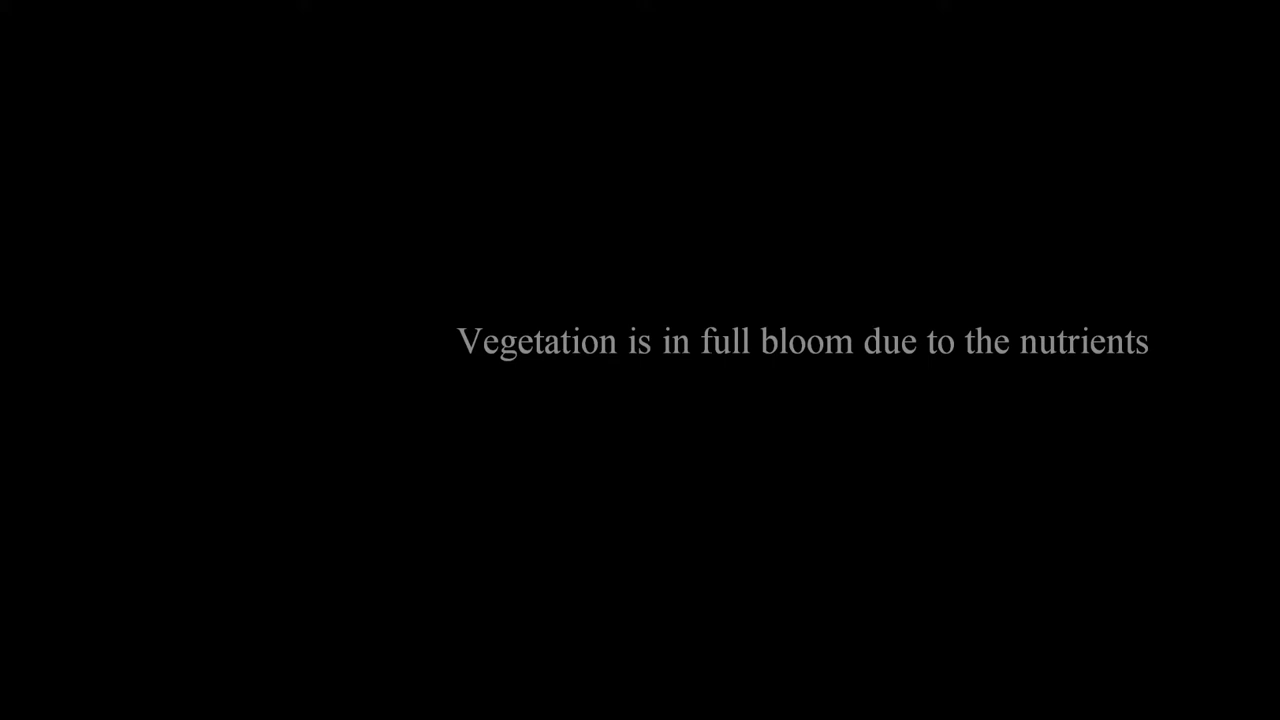 Vegetation is in full bloom due to the nutrients